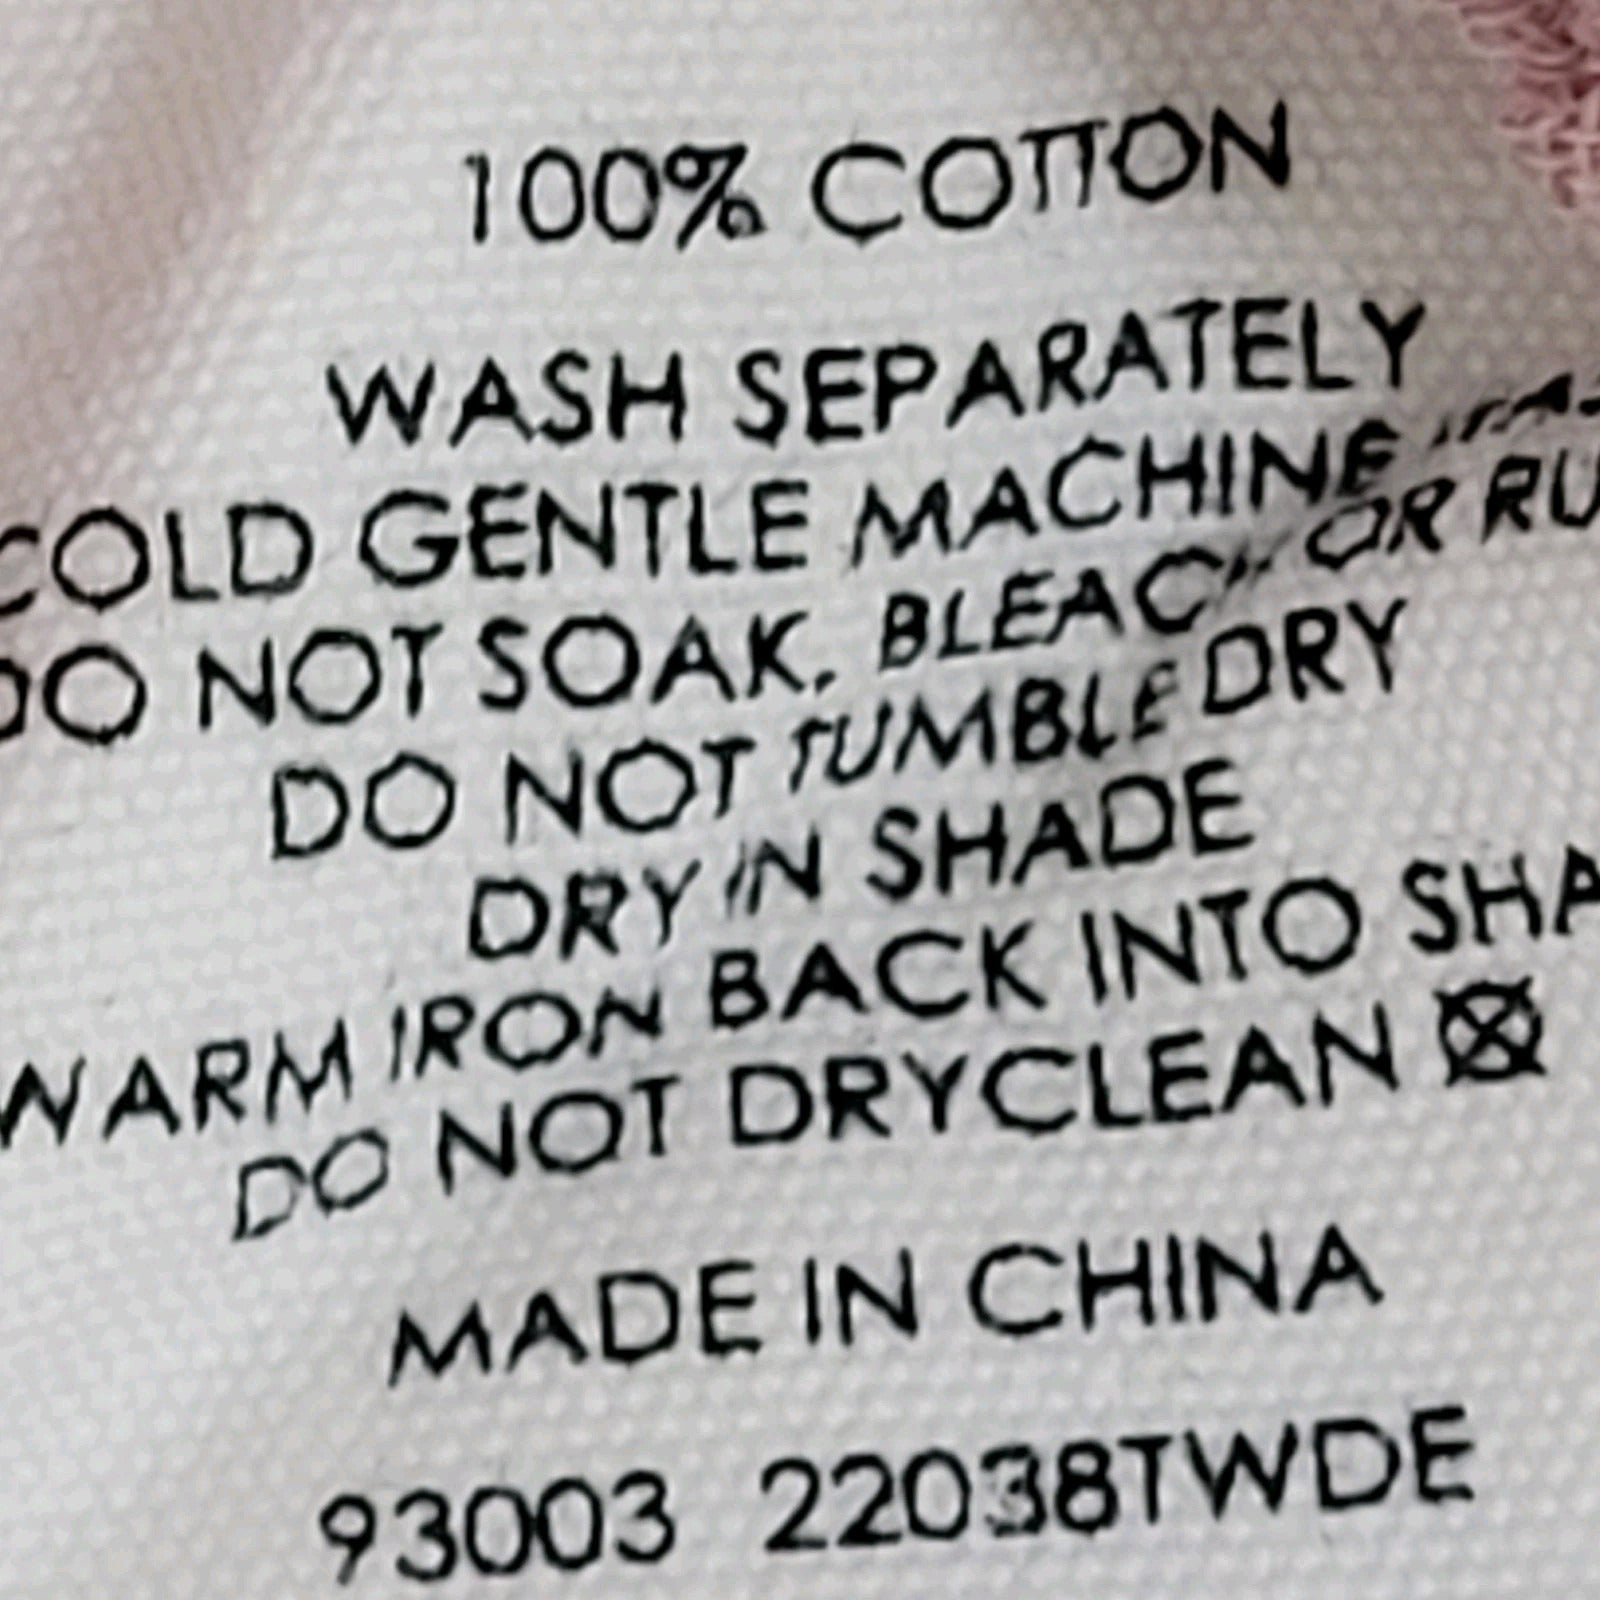 100% COTTON
WASH SEPARATELY
COLD GENTLE MACHINE
DO NOT SOAK, BLEACH OR
DO NOT TUMBLE DRY
DRY IN SHADE
WARM IRON BACK INTO
DO NOT DRYCLEAN
MADE IN CHINA
93003 22038TWDE